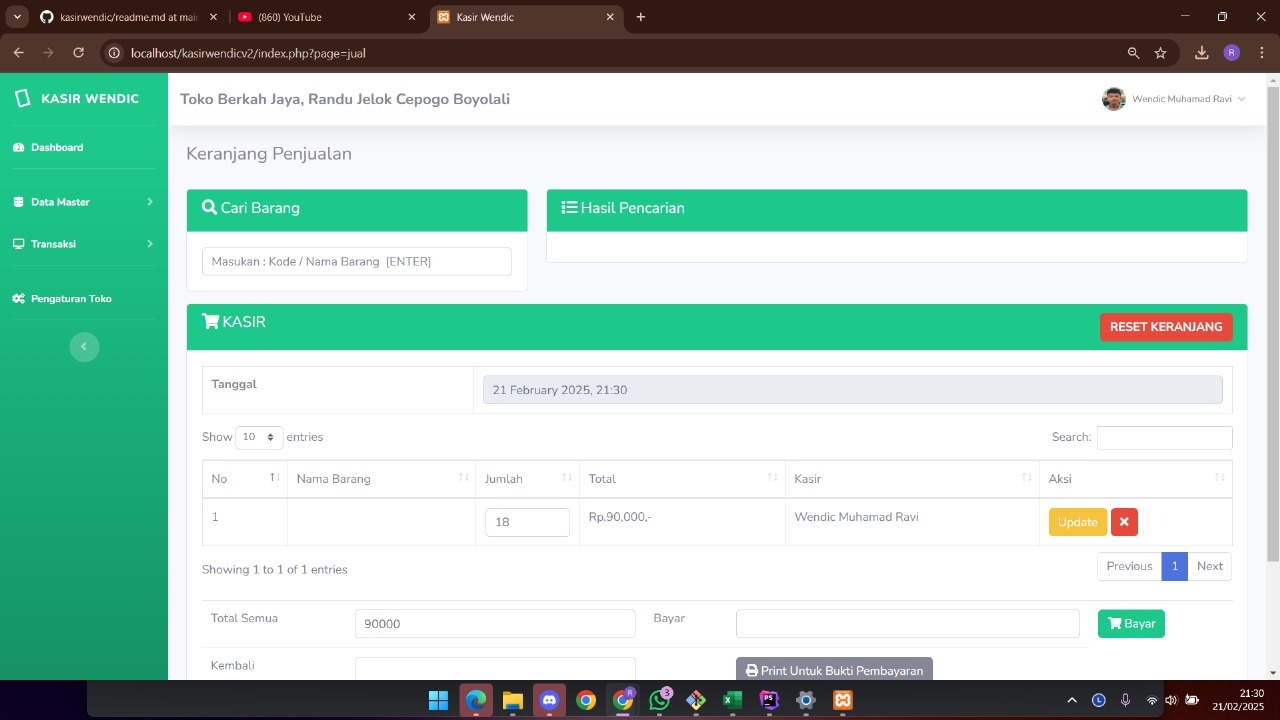 kasirwendic/readme.md at main
(860) YouTube
Kasir Wendic
localhost/kasirwendicv2/index.php?page=jual
R
KASIR WENDIC
Toko Berkah Jaya, Randu Jelok Cepogo Boyolali
Wendic Muhamad Ravi
Dashboard
Data Master
Transaksi
Pengaturan Toko
Keranjang Penjualan
Cari Barang
Hasil Pencarian
Masukan : Kode / Nama Barang [ENTER]
KASIR
RESET KERANJANG
Tanggal
21 February 2025, 21:30
Show 10 entries
Search:
No Nama Barang Jumlah Total Kasir Aksi
1 18 Rp.90,000,- Wendic Muhamad Ravi Update
Showing 1 to 1 of 1 entries
Previous 1 Next
Total Semua 90000 Bayar Bayar
Kembali Print Untuk Bukti Pembayaran
R
3
PS
L
21:30
21/02/2025